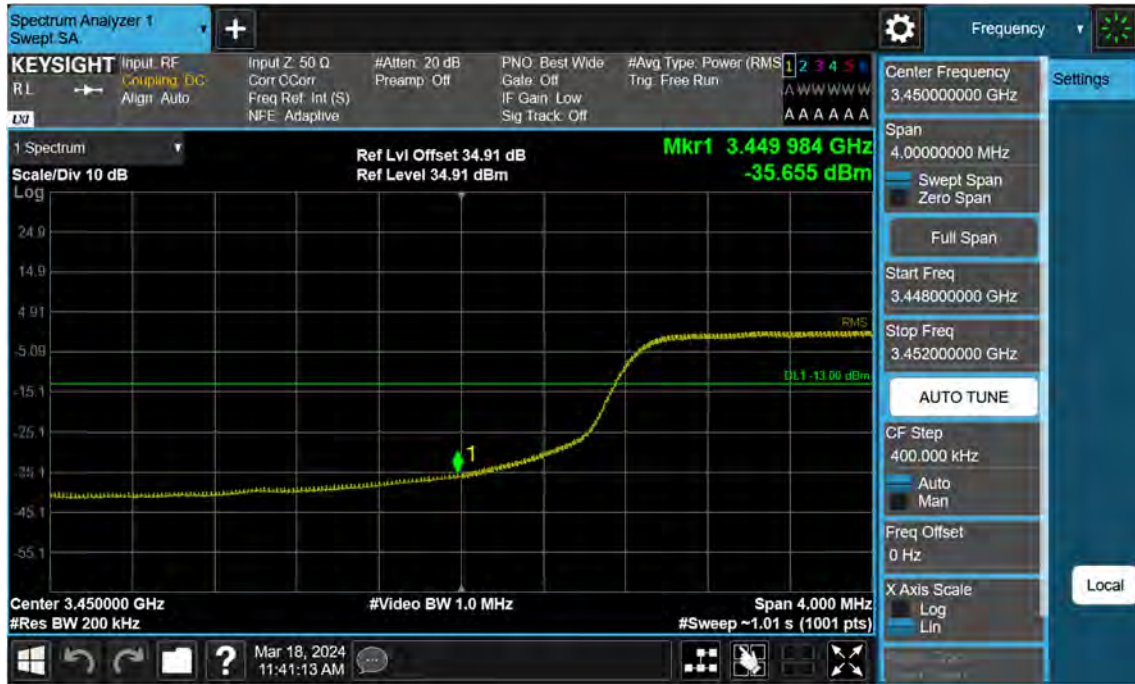 Spectrum Analyzer 1
Swept SA
Frequency
KEYSIGHT
RL
LXI
Input: RF
Coupling: DC
Align: Auto
Input Z: 50 Ω
Corr CCorr
Freq Ref: Int (S)
NFE: Adaptive
#Atten: 20 dB
Preamp: Off
PNO: Best Wide
Gate: Off
IF Gain: Low
Sig Track: Off
#Avg Type: Power (RMS
Trig: Free Run
1 2 3 4 5 6
A W W W W W
A A A A A A
1 Spectrum
Scale/Div 10 dB
Ref Lvl Offset 34.91 dB
Ref Level 34.91 dBm
Mkr1 3.449 984 GHz
-35.655 dBm
Log
24.9
14.9
4.91
RMS
-5.09
DL1 -13.00 dBm
-15.1
-25.1
1
-35.1
-45.1
-55.1
Center 3.450000 GHz
#Video BW 1.0 MHz
Span 4.000 MHz
#Res BW 200 kHz
#Sweep ~1.01 s (1001 pts)
?
Mar 18, 2024
11:41:13 AM
Center Frequency
3.450000000 GHz
Settings
Span
4.00000000 MHz
Swept Span
Zero Span
Full Span
Start Freq
3.448000000 GHz
Stop Freq
3.452000000 GHz
AUTO TUNE
CF Step
400.000 kHz
Auto
Man
Freq Offset
0 Hz
X Axis Scale
Log
Lin
Local